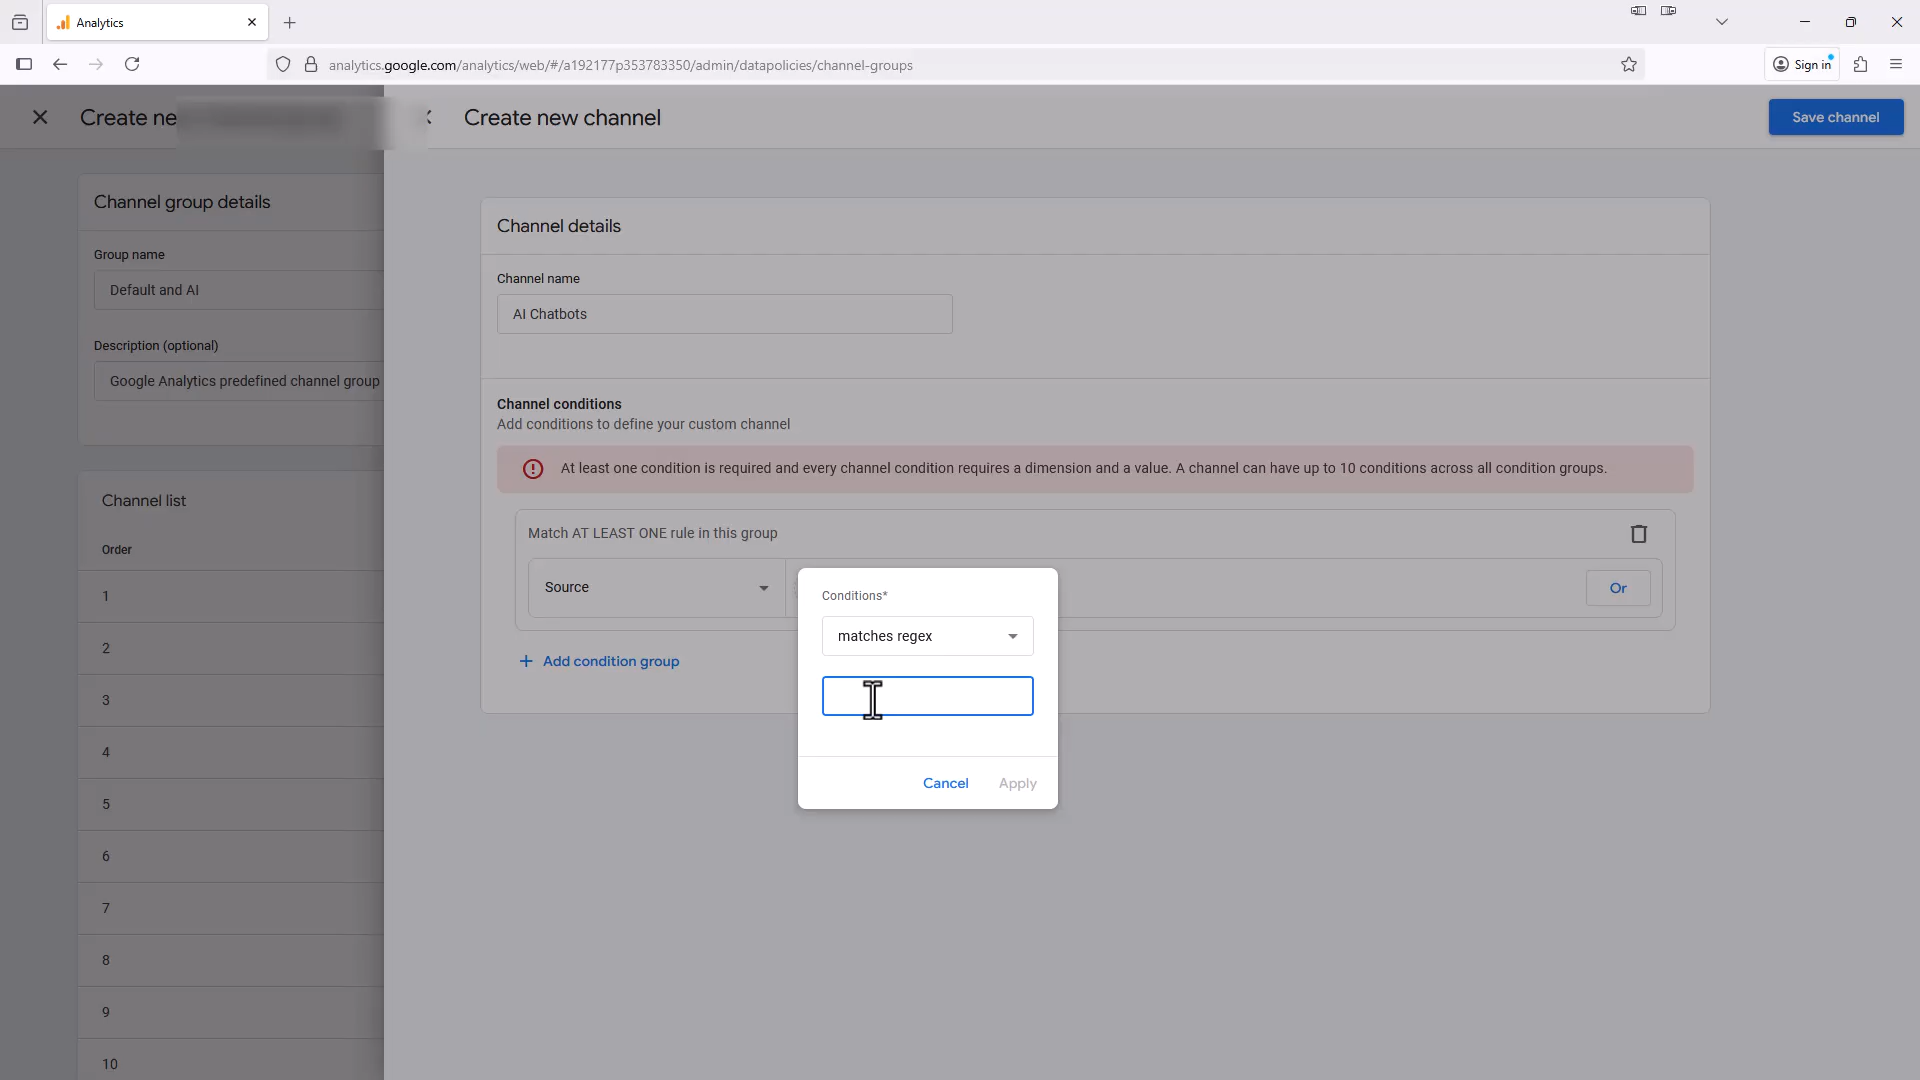 Analytics
analytics.google.com/analytics/web/#/a192177p353783350/admin/datapolicies/channel-groups
Sign in
Create ne
Create new channel
Save channel
Channel group details
Group name
Default and AI
Description (optional)
Google Analytics predefined channel group
Channel list
Order
1
2
3
4
5
6
7
8
9
10
Channel details
Channel name
AI Chatbots
Channel conditions
Add conditions to define your custom channel
At least one condition is required and every channel condition requires a dimension and a value. A channel can have up to 10 conditions across all condition groups.
Match AT LEAST ONE rule in this group
Source
Or
Add condition group
Conditions*
matches regex
Cancel
Apply